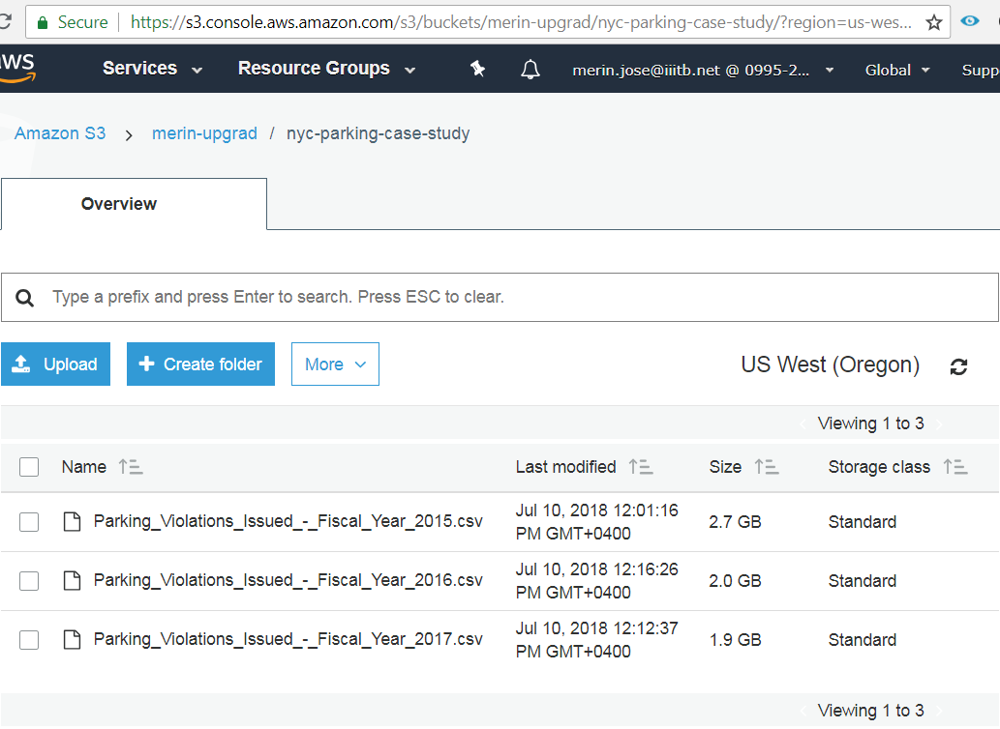 Secure https://s3.console.aws.amazon.com/s3/buckets/merin-upgrad/nyc-parking-case-study/?region=us-wes...
aws Services Resource Groups merin.jose@iiitb.net @ 0995-2... Global Supp
Amazon S3 > merin-upgrad / nyc-parking-case-study
Overview
Type a prefix and press Enter to search. Press ESC to clear.
Upload + Create folder More US West (Oregon)
Viewing 1 to 3
Name Last modified Size Storage class
Parking_Violations_Issued_-_Fiscal_Year_2015.csv Jul 10, 2018 12:01:16 PM GMT+0400 2.7 GB Standard
Parking_Violations_Issued_-_Fiscal_Year_2016.csv Jul 10, 2018 12:16:26 PM GMT+0400 2.0 GB Standard
Parking_Violations_Issued_-_Fiscal_Year_2017.csv Jul 10, 2018 12:12:37 PM GMT+0400 1.9 GB Standard
Viewing 1 to 3